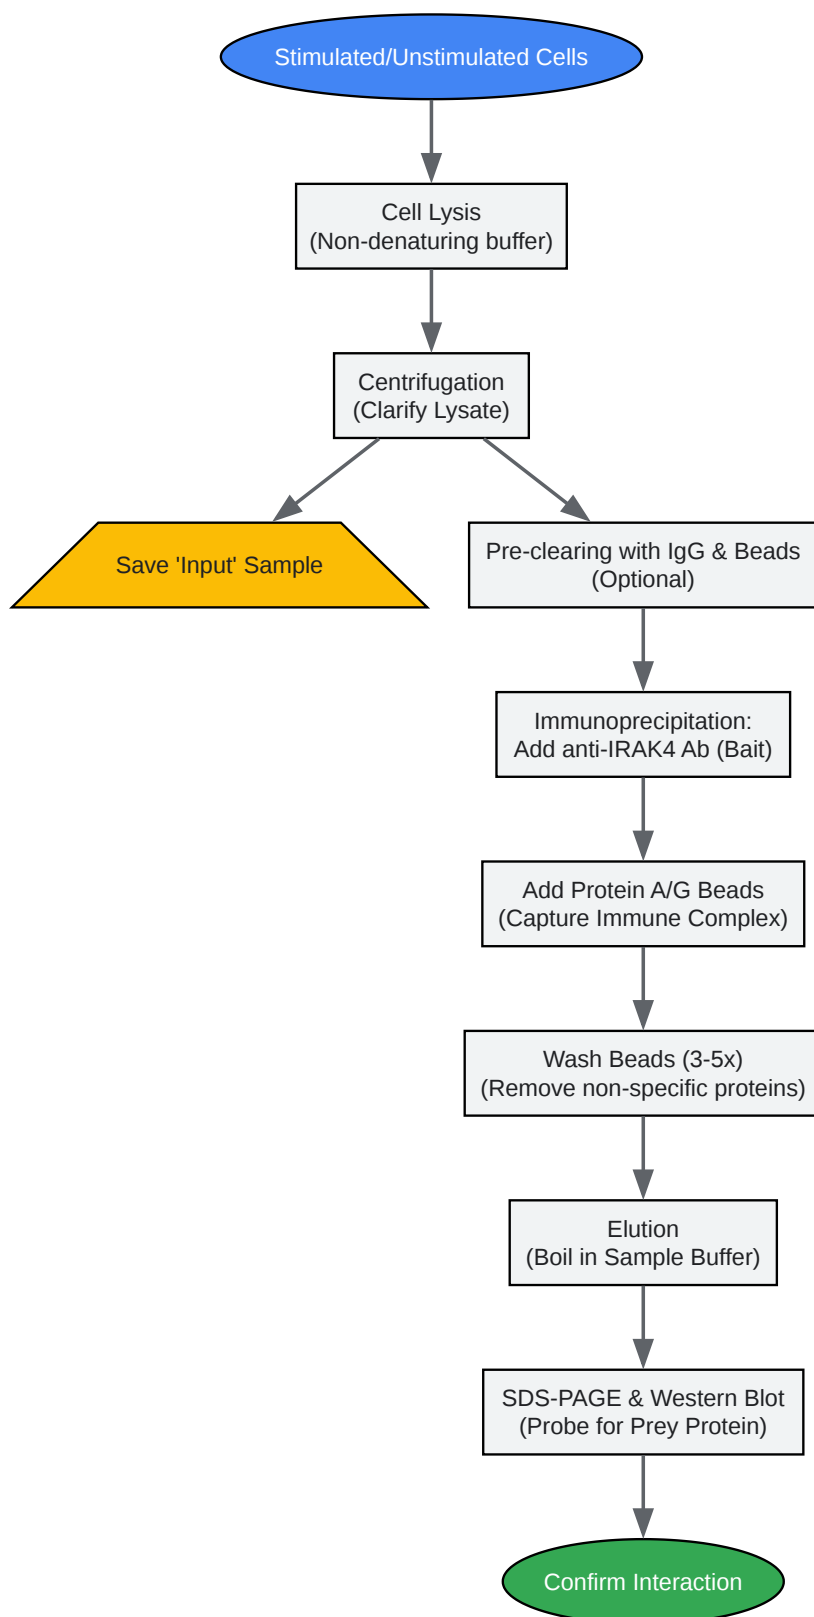 Stimulated/Unstimulated Cells
Cell Lysis
(Non-denaturing buffer)
Centrifugation
(Clarify Lysate)
Save 'Input' Sample
Pre-clearing with IgG & Beads
(Optional)
Immunoprecipitation:
Add anti-IRAK4 Ab (Bait)
Add Protein A/G Beads
(Capture Immune Complex)
Wash Beads (3-5x)
(Remove non-specific proteins)
Elution
(Boil in Sample Buffer)
SDS-PAGE & Western Blot
(Probe for Prey Protein)
Confirm Interaction